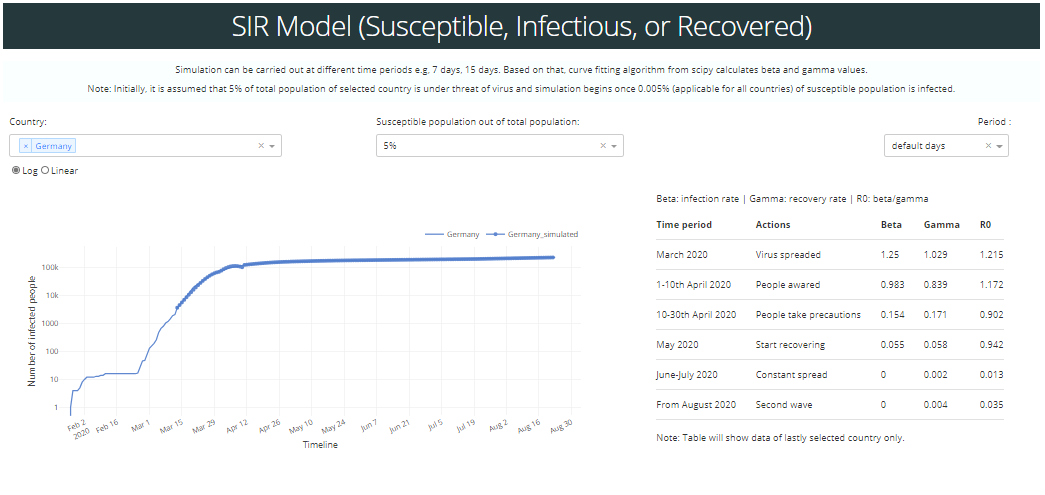 SIR Model (Susceptible, Infectious, or Recovered)
Simulation can be carried out at different time periods e.g. 7 days, 15 days. Based on that, curve fitting algorithm from scipy calculates beta and gamma values.
Note: Initially, it is assumed that 5% of total population of selected country is under threat of virus and simulation begins once 0.005% (applicable for all countries) of susceptible population is infected.
Country:
Susceptible population out of total population:
Period :
× Germany ×
5% ×
default days ×
Log Linear
Beta: infection rate | Gamma: recovery rate | R0: beta/gamma
Time period Actions Beta Gamma R0
March 2020 Virus spreaded 1.25 1.029 1.215
1-10th April 2020 People awared 0.983 0.839 1.172
10-30th April 2020 People take precautions 0.154 0.171 0.902
May 2020 Start recovering 0.055 0.058 0.942
June-July 2020 Constant spread 0 0.002 0.013
From August 2020 Second wave 0 0.004 0.035
Note: Table will show data of lastly selected country only.
Germany Germany_simulated
Number of infected people
100k
10k
1000
100
10
1
Feb 2 Feb 16 Mar 1 Mar 15 Mar 29 Apr 12 Apr 26 May 10 May 24 Jun 7 Jun 21 Jul 5 Jul 19 Aug 2 Aug 16 Aug 30
2020
Timeline